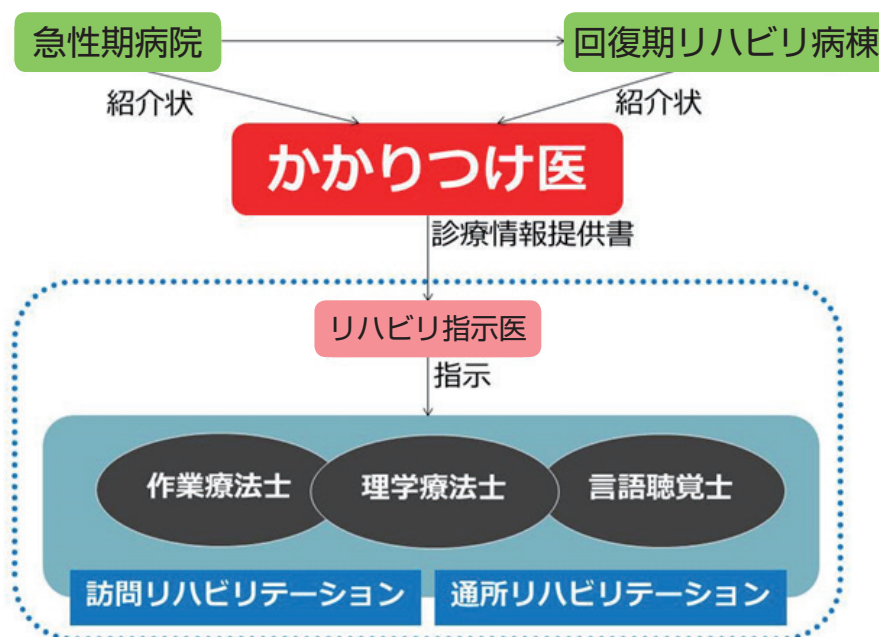 急性期病院
回復期リハビリ病棟
紹介状
紹介状
かかりつけ医
診療情報提供書
リハビリ指示医
指示
作業療法士
理学療法士
言語聴覚士
訪問リハビリテーション
通所リハビリテーション